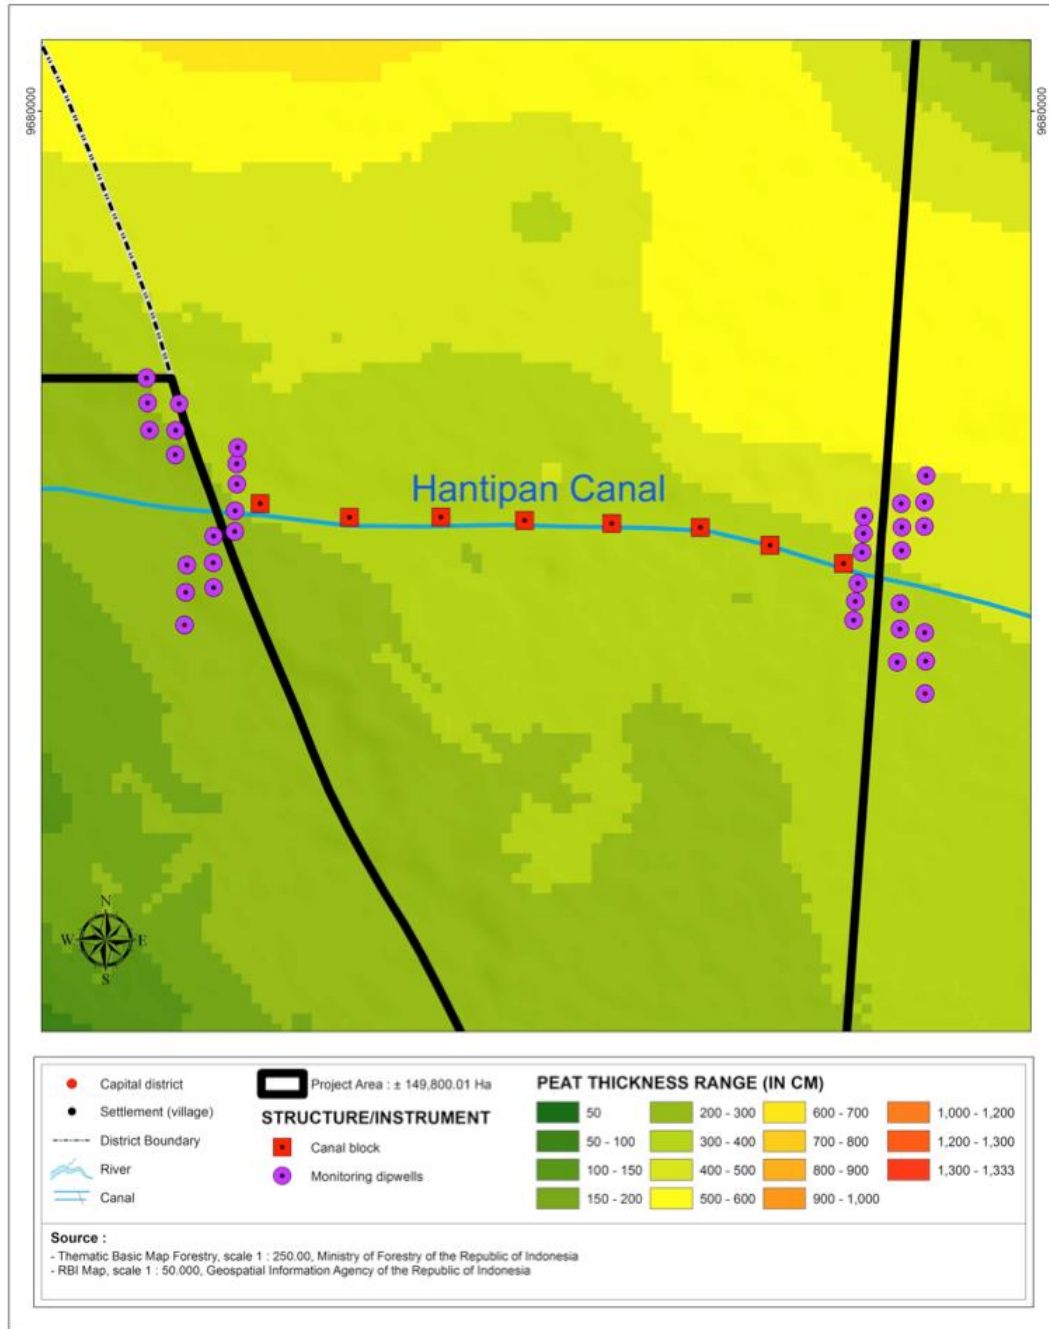 9680000
9680000
Hantipan Canal
N
W
E
S
Capital district
Settlement (village)
District Boundary
River
Canal
Project Area : ± 149,800.01 Ha
STRUCTURE/INSTRUMENT
Canal block
Monitoring dipwells
PEAT THICKNESS RANGE (IN CM)
50
50 - 100
100 - 150
150 - 200
200 - 300
300 - 400
400 - 500
500 - 600
600 - 700
700 - 800
800 - 900
900 - 1,000
1,000 - 1,200
1,200 - 1,300
1,300 - 1,333
Source :
- Thematic Basic Map Forestry, scale 1 : 250.00, Ministry of Forestry of the Republic of Indonesia
- RBI Map, scale 1 : 50.000, Geospatial Information Agency of the Republic of Indonesia